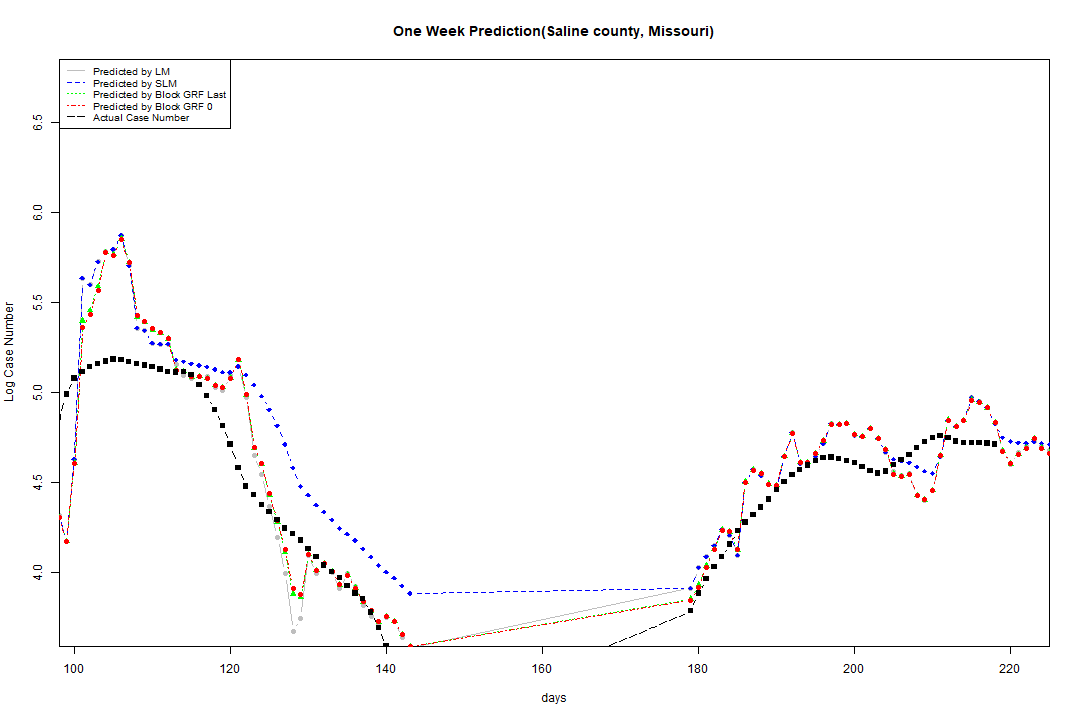 One Week Prediction(Saline county, Missouri)
Predicted by LM
Predicted by SLM
Predicted by Block GRF Last
Predicted by Block GRF 0
Actual Case Number
6.5
6.0
5.5
5.0
4.5
4.0
Log Case Number
100 120 140 160 180 200 220
days